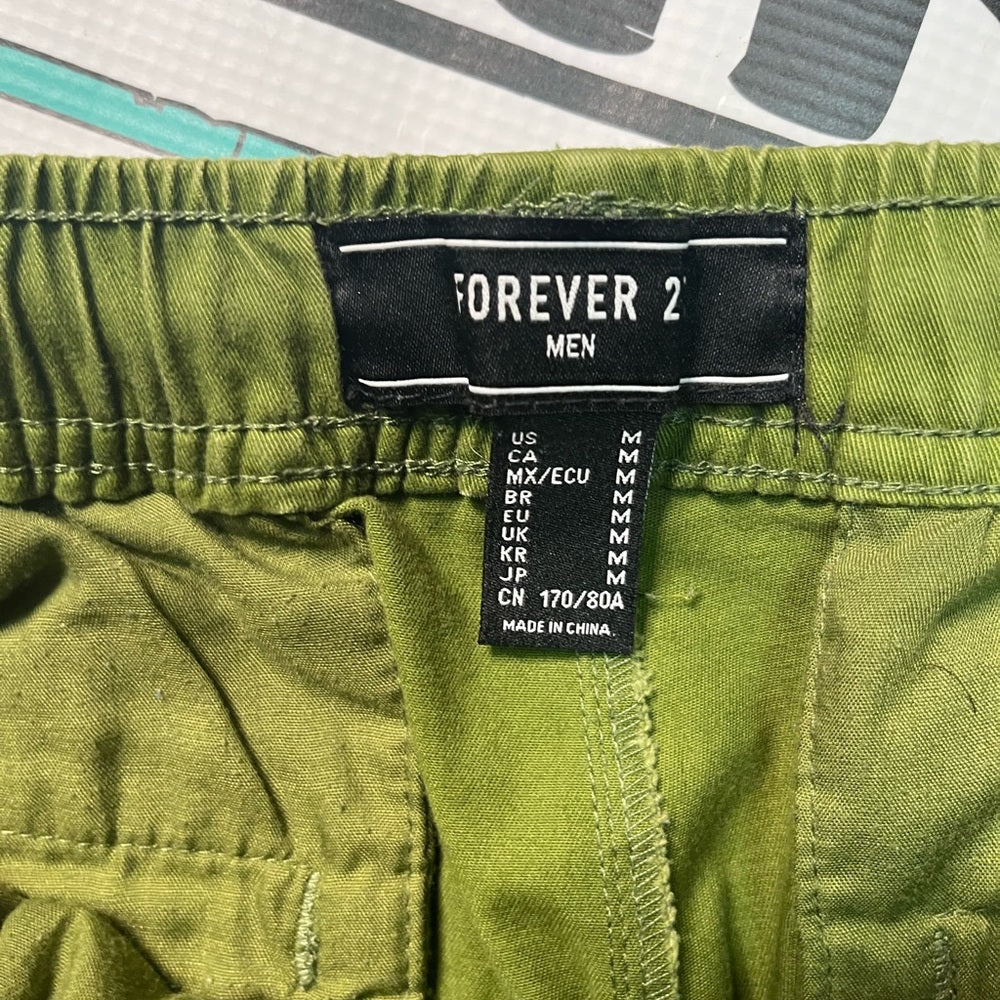 FOREVER 2
MEN
US M
CA M
MX/ECU M
BR M
EU M
UK M
KR M
JP M
CN 170/80A
MADE IN CHINA.